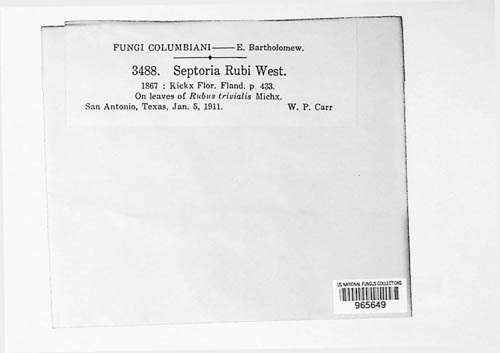 FUNGI COLUMBIANI——E. Bartholomew.
3488. Septoria Rubi West.
1867 : Kickx Flor. Fland. p. 433.
On leaves of Rubus trivialis Michx.
San Antonio, Texas, Jan. 5, 1911. W. P. Carr
US NATIONAL FUNGUS COLLECTIONS
965649